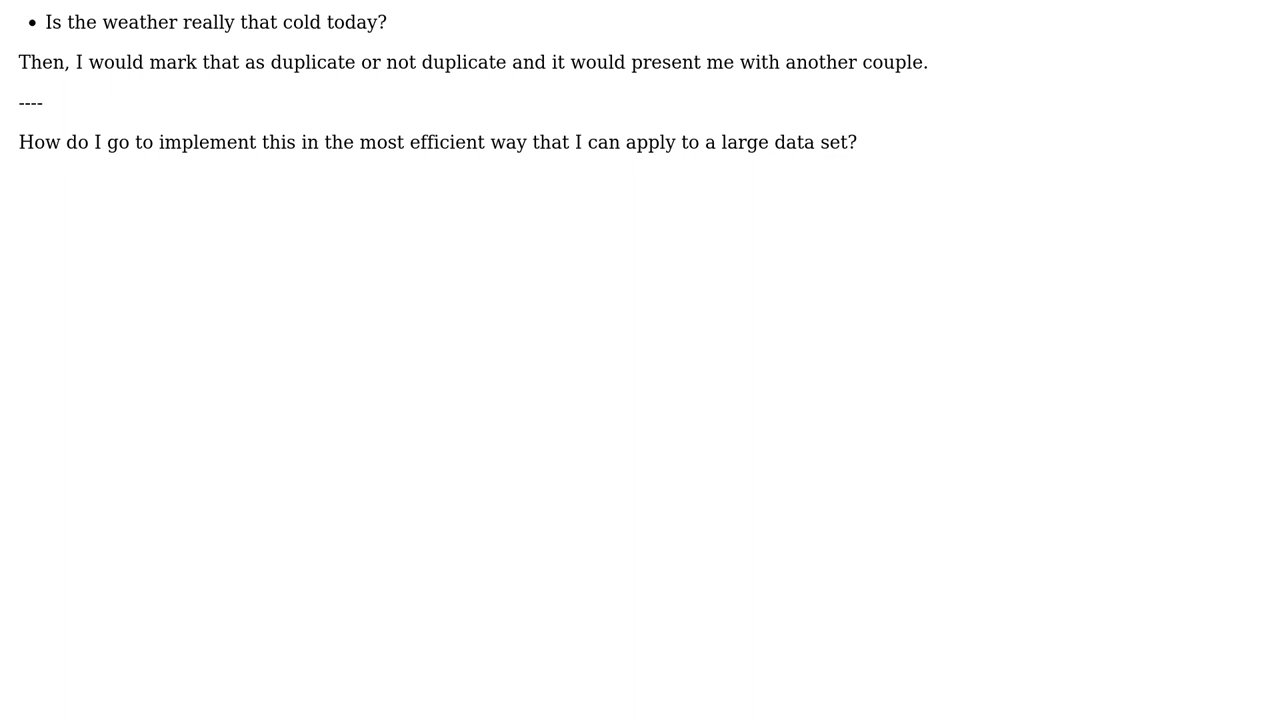 • Is the weather really that cold today?
Then, I would mark that as duplicate or not duplicate and it would present me with another couple.
----
How do I go to implement this in the most efficient way that I can apply to a large data set?